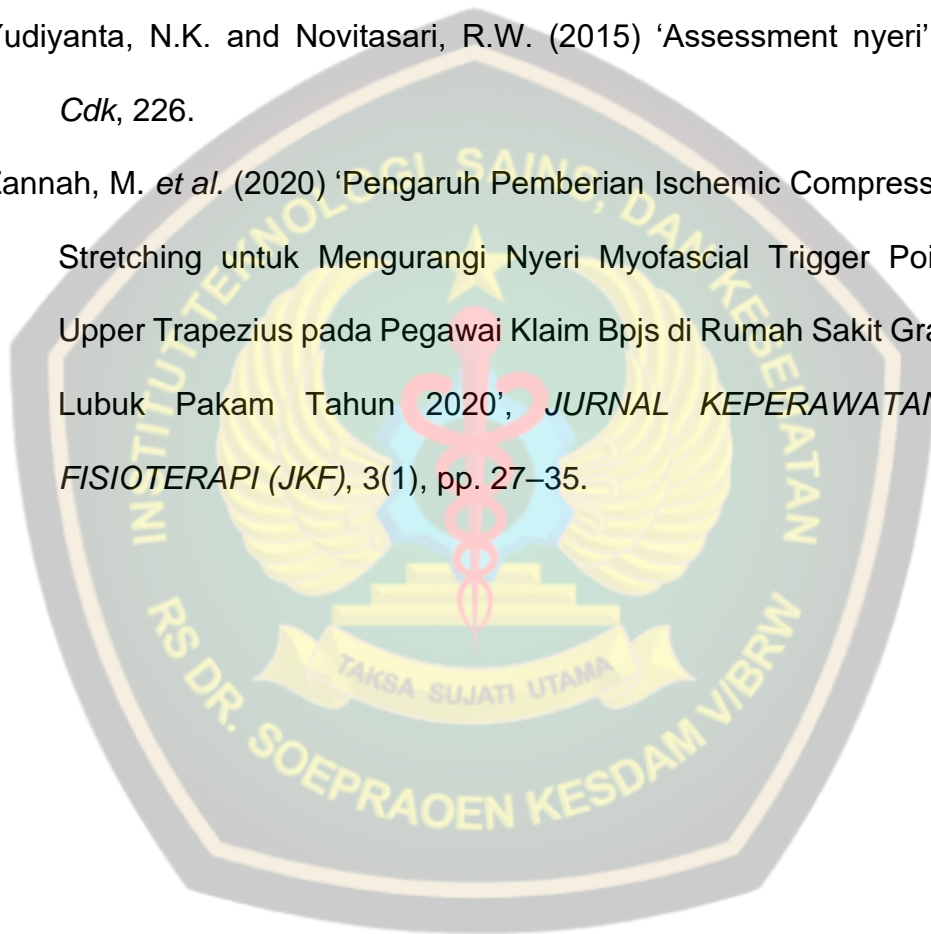 Yudiyanta, N.K. and Novitasari, R.W. (2015) ‘Assessment nyeri’
Cdk, 226.
Zannah, M. et al. (2020) ‘Pengaruh Pemberian Ischemic Compress
Stretching untuk Mengurangi Nyeri Myofascial Trigger Poi
Upper Trapezius pada Pegawai Klaim Bpjs di Rumah Sakit Gra
Lubuk Pakam Tahun 2020’, JURNAL KEPERAWATAN
FISIOTERAPI (JKF), 3(1), pp. 27–35.
INSTITUT TEKNOLOGI, SAINS, DAN KESEHATAN
TAKSA SUJATI UTAMA
RS DR. SOEPRAOEN KESDAM V/BRW